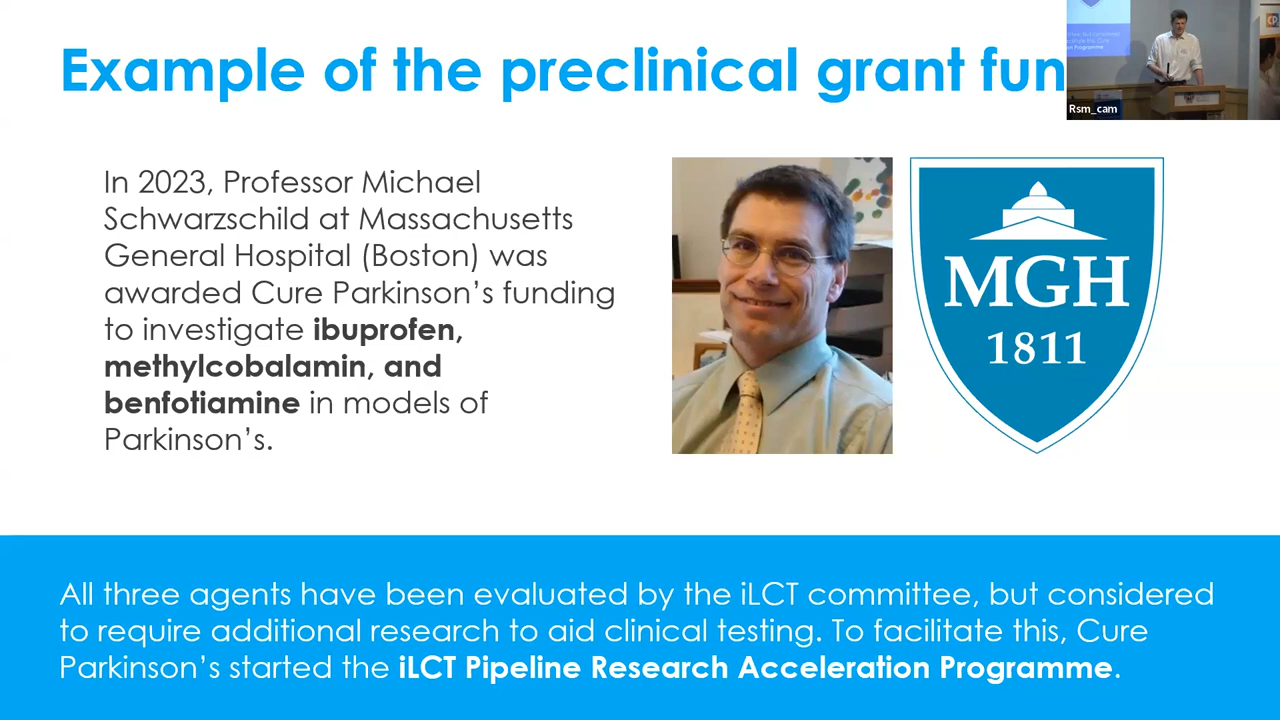 Example of the preclinical grant fun
Rsm_cam
In 2023, Professor Michael
Schwarzschild at Massachusetts
General Hospital (Boston) was
awarded Cure Parkinson’s funding
to investigate ibuprofen,
methylcobalamin, and
benfotiamine in models of
Parkinson’s.
MGH
1811
All three agents have been evaluated by the iLCT committee, but considered
to require additional research to aid clinical testing. To facilitate this, Cure
Parkinson’s started the iLCT Pipeline Research Acceleration Programme.